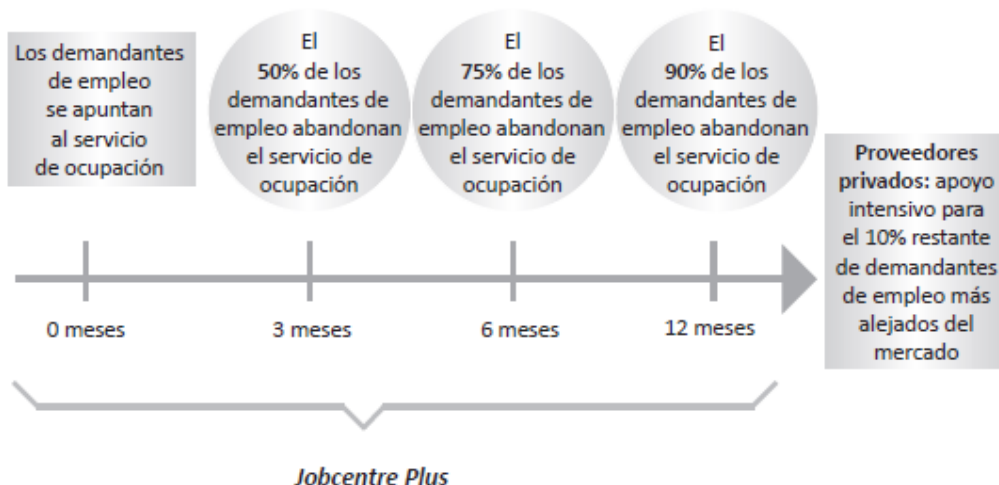 Los demandantes
de empleo
se apuntan
al servicio
de ocupación
El
50% de los
demandantes de
empleo abandonan
el servicio de
ocupación
El
75% de los
demandantes de
empleo abandonan
el servicio de
ocupación
El
90% de los
demandantes de
empleo abandonan
el servicio de
ocupación
Proveedores
privados: apoyo
intensivo para
el 10% restante
de demandantes
de empleo más
alejados del
mercado
0 meses
3 meses
6 meses
12 meses
Jobcentre Plus